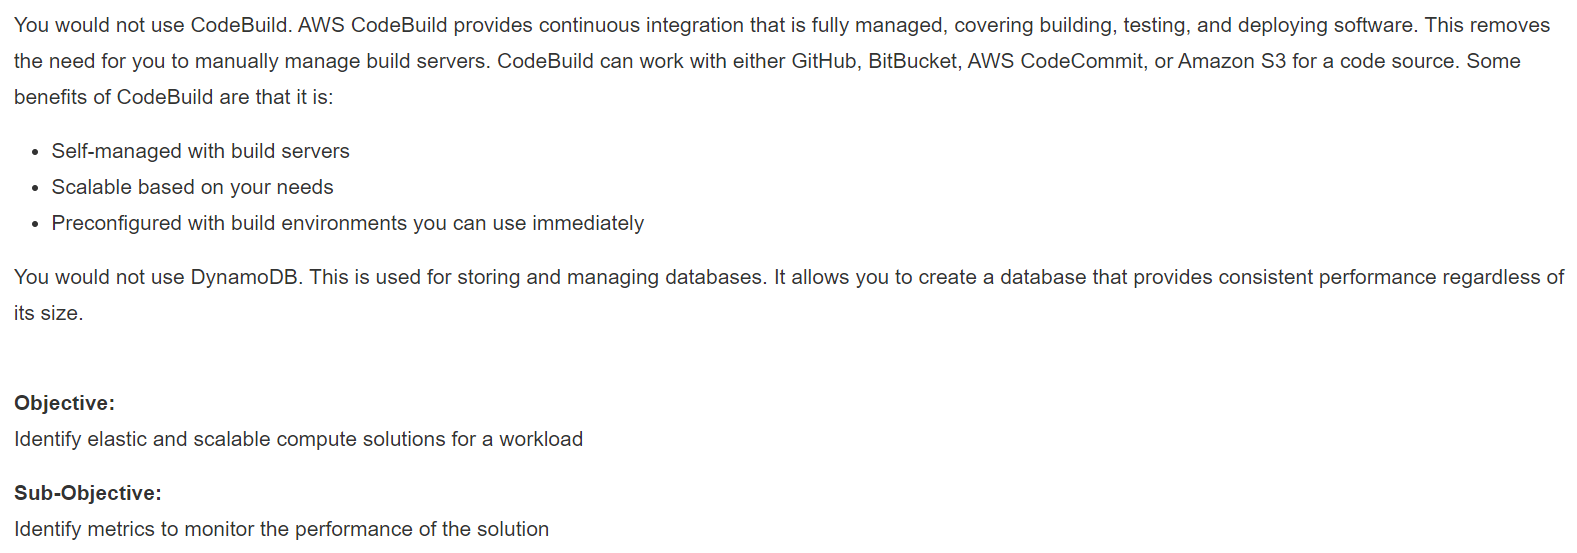 You would not use CodeBuild. AWS CodeBuild provides continuous integration that is fully managed, covering building, testing, and deploying software. This removes
the need for you to manually manage build servers. CodeBuild can work with either GitHub, BitBucket, AWS CodeCommit, or Amazon S3 for a code source. Some
benefits of CodeBuild are that it is:
• Self-managed with build servers
• Scalable based on your needs
• Preconfigured with build environments you can use immediately
You would not use DynamoDB. This is used for storing and managing databases. It allows you to create a database that provides consistent performance regardless of
its size.
Objective:
Identify elastic and scalable compute solutions for a workload
Sub-Objective:
Identify metrics to monitor the performance of the solution